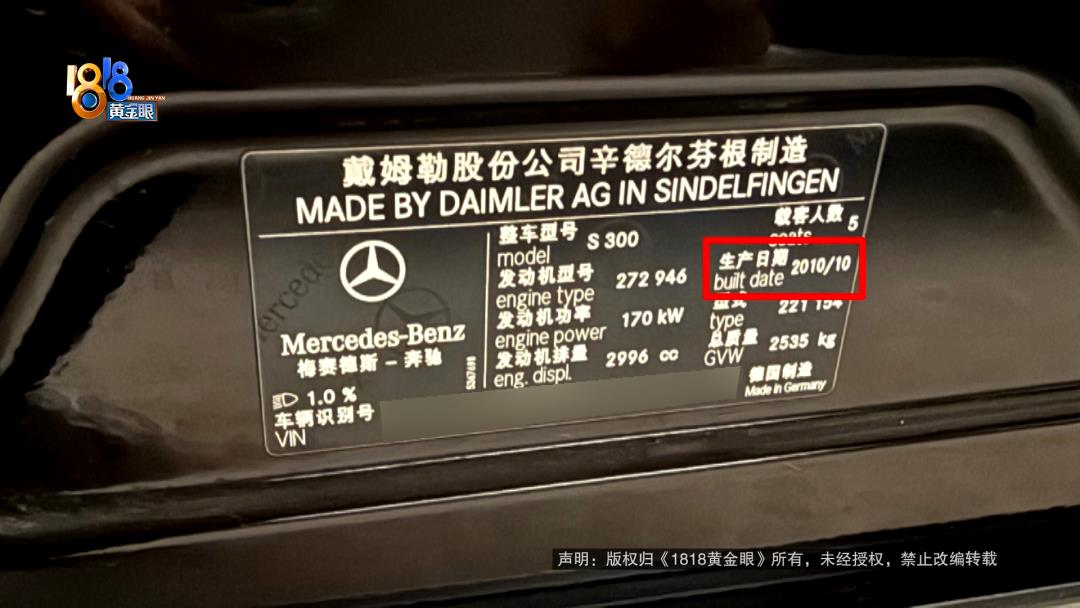 1818
HUANG JIN YAN
黄金眼
戴姆勒股份公司辛德尔芬根制造
MADE BY DAIMLER AG IN SINDELFINGEN
Mercedes-Benz
梅赛德斯－奔驰
1.0 %
车辆识别号
VIN
整车型号 S 300
model
发动机型号 272 946
engine type
发动机功率 170 kW
engine power
发动机排量 2996 cc
eng. displ.
载客人数 5
seats
生产日期 2010/10
built date
型式 221 154
type
总质量 2535 kg
GVW
德国制造
Made in Germany
声明：版权归《1818黄金眼》所有，未经授权，禁止改编转载